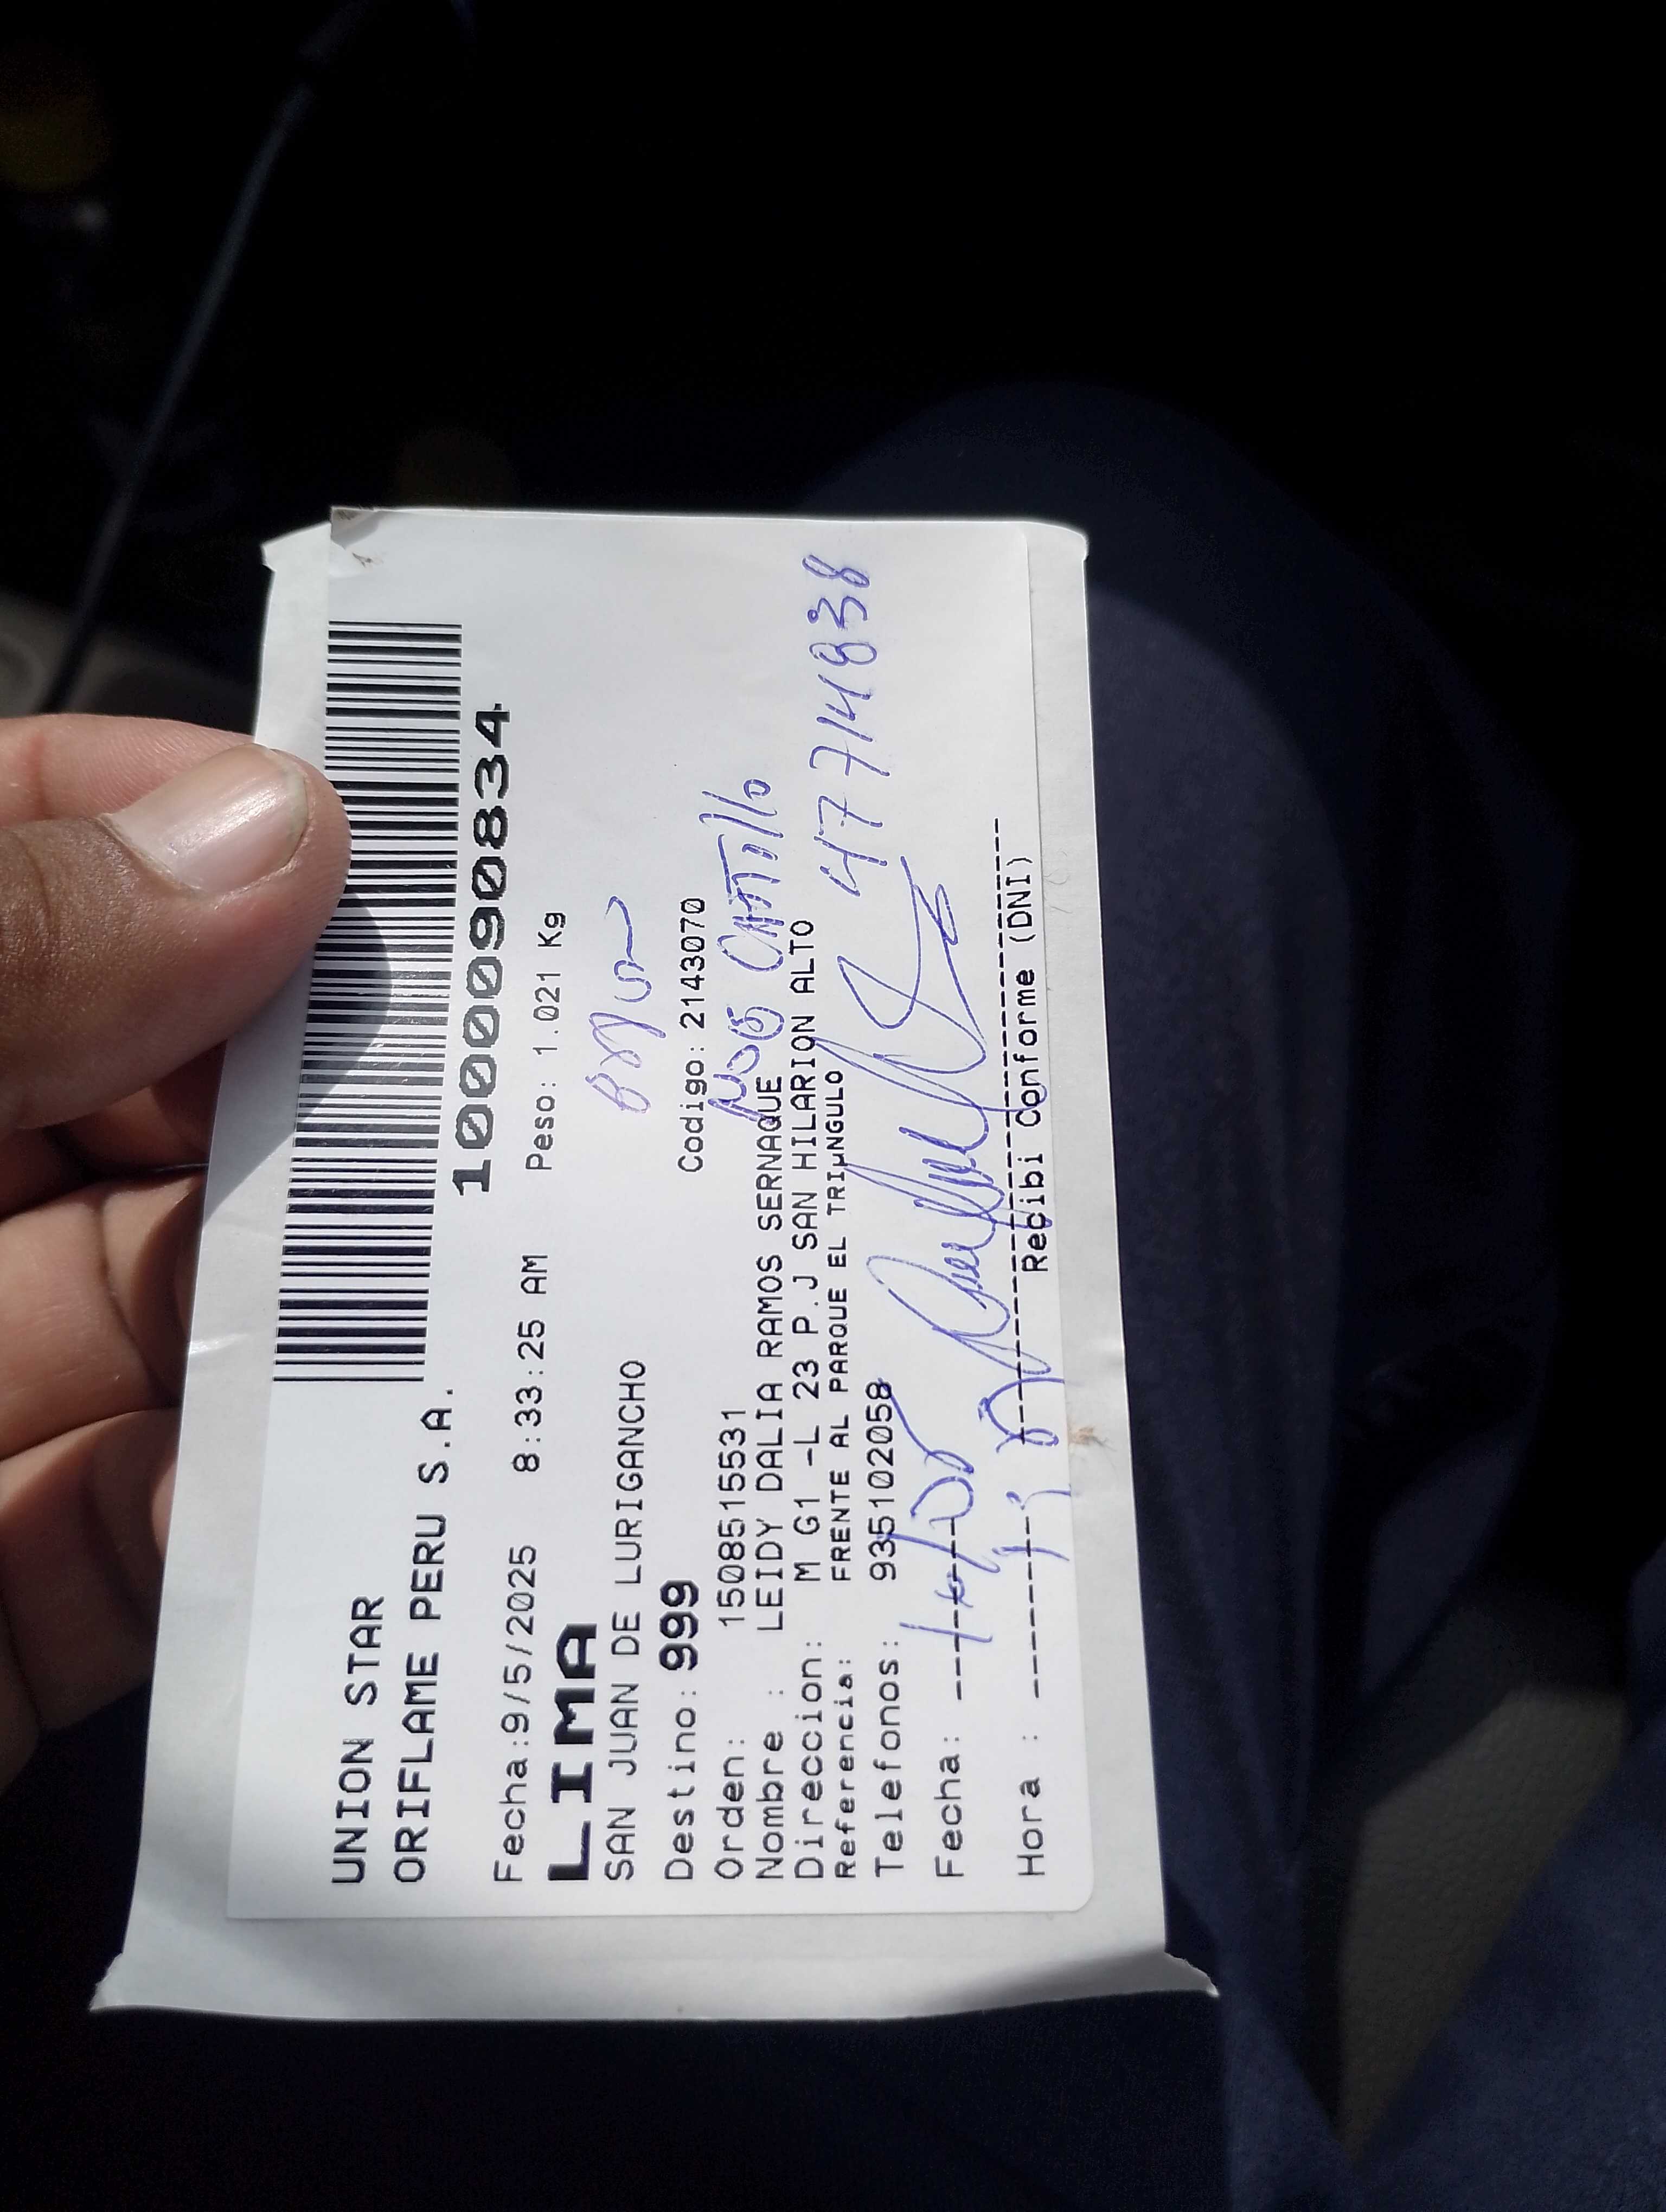 UNION STAR
ORIFLAME PERU S.A.
1000090834
Fecha:9/5/2025 8:33:25 AM Peso: 1.021 Kg
LIMA
SAN JUAN DE LURIGANCHO
Destino: 999 Codigo: 2143070
Orden: 1508515531
Nombre : LEIDY DALIA RAMOS SERNAQUE
Direccion: M G1 -L 23 P.J SAN HILARION ALTO
Referencia: FRENTE AL PARQUE EL TRIµNGULO
Telefonos: 935102058
47714838
Fecha:
Hora :
Recibi Conforme (DNI)